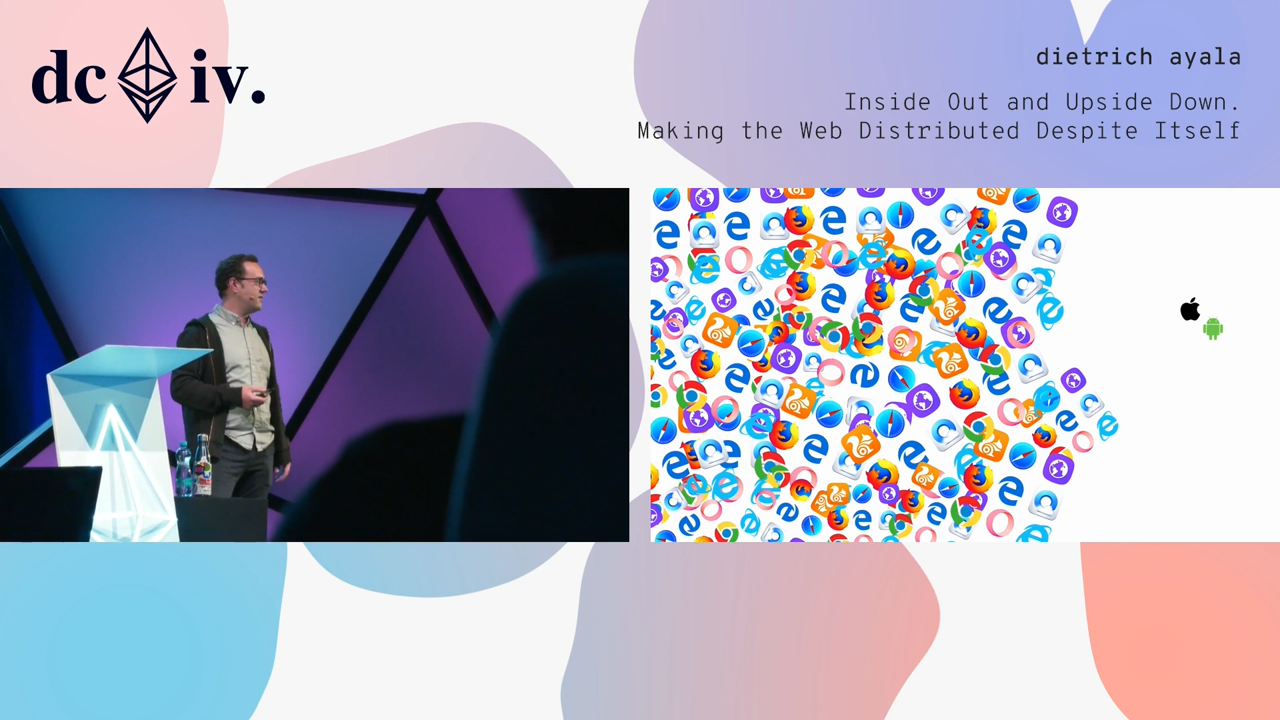 dc iv.
dietrich ayala
Inside Out and Upside Down.
Making the Web Distributed Despite Itself